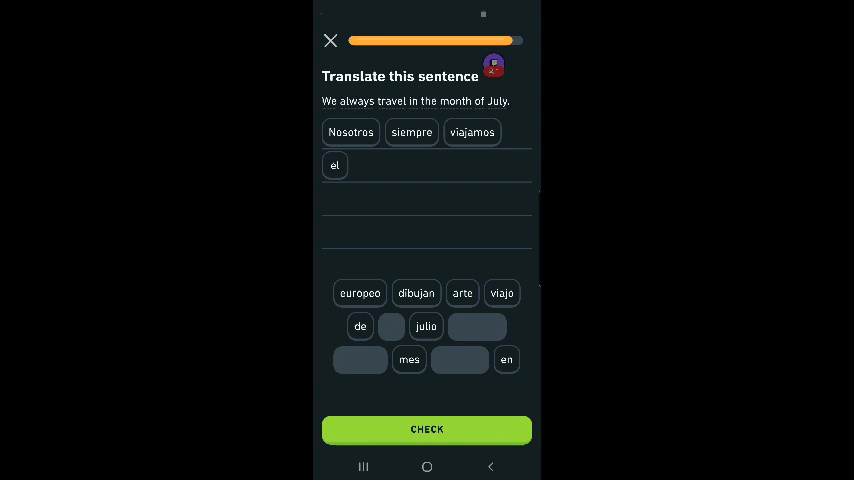 Translate this sentence
We always travel in the month of July.
Nosotros siempre viajamos
el
europeo dibujan arte viajo
de julio
mes en
CHECK